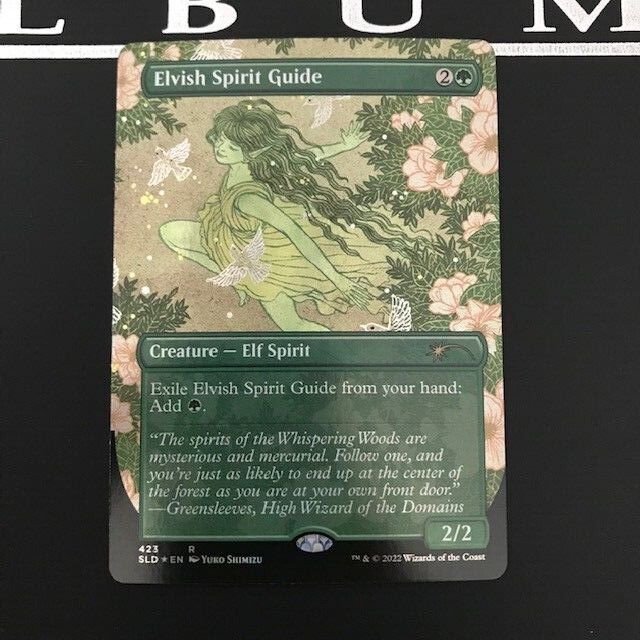 L B U M
Elvish Spirit Guide 2
Creature — Elf Spirit
Exile Elvish Spirit Guide from your hand:
Add .
“The spirits of the Whispering Woods are
mysterious and mercurial. Follow one, and
you’re just as likely to end up at the center of
the forest as you are at your own front door.”
—Greensleeves, High Wizard of the Domains
2/2
423 R
SLD★EN Yuko Shimizu
™ & © 2022 Wizards of the Coast